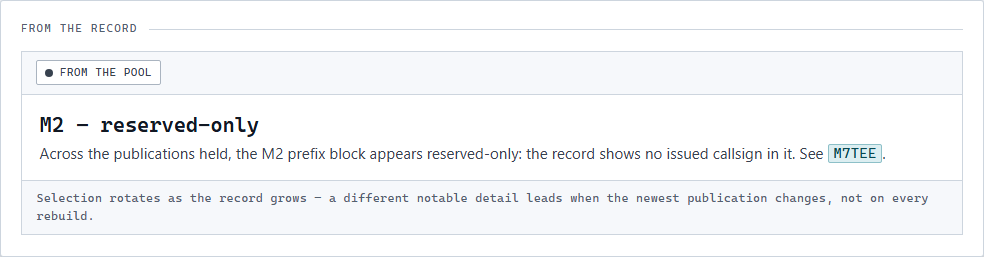 FROM THE RECORD
● FROM THE POOL
M2 — reserved-only
Across the publications held, the M2 prefix block appears reserved-only: the record shows no issued callsign in it. See M7TEE.
Selection rotates as the record grows — a different notable detail leads when the newest publication changes, not on every
rebuild.